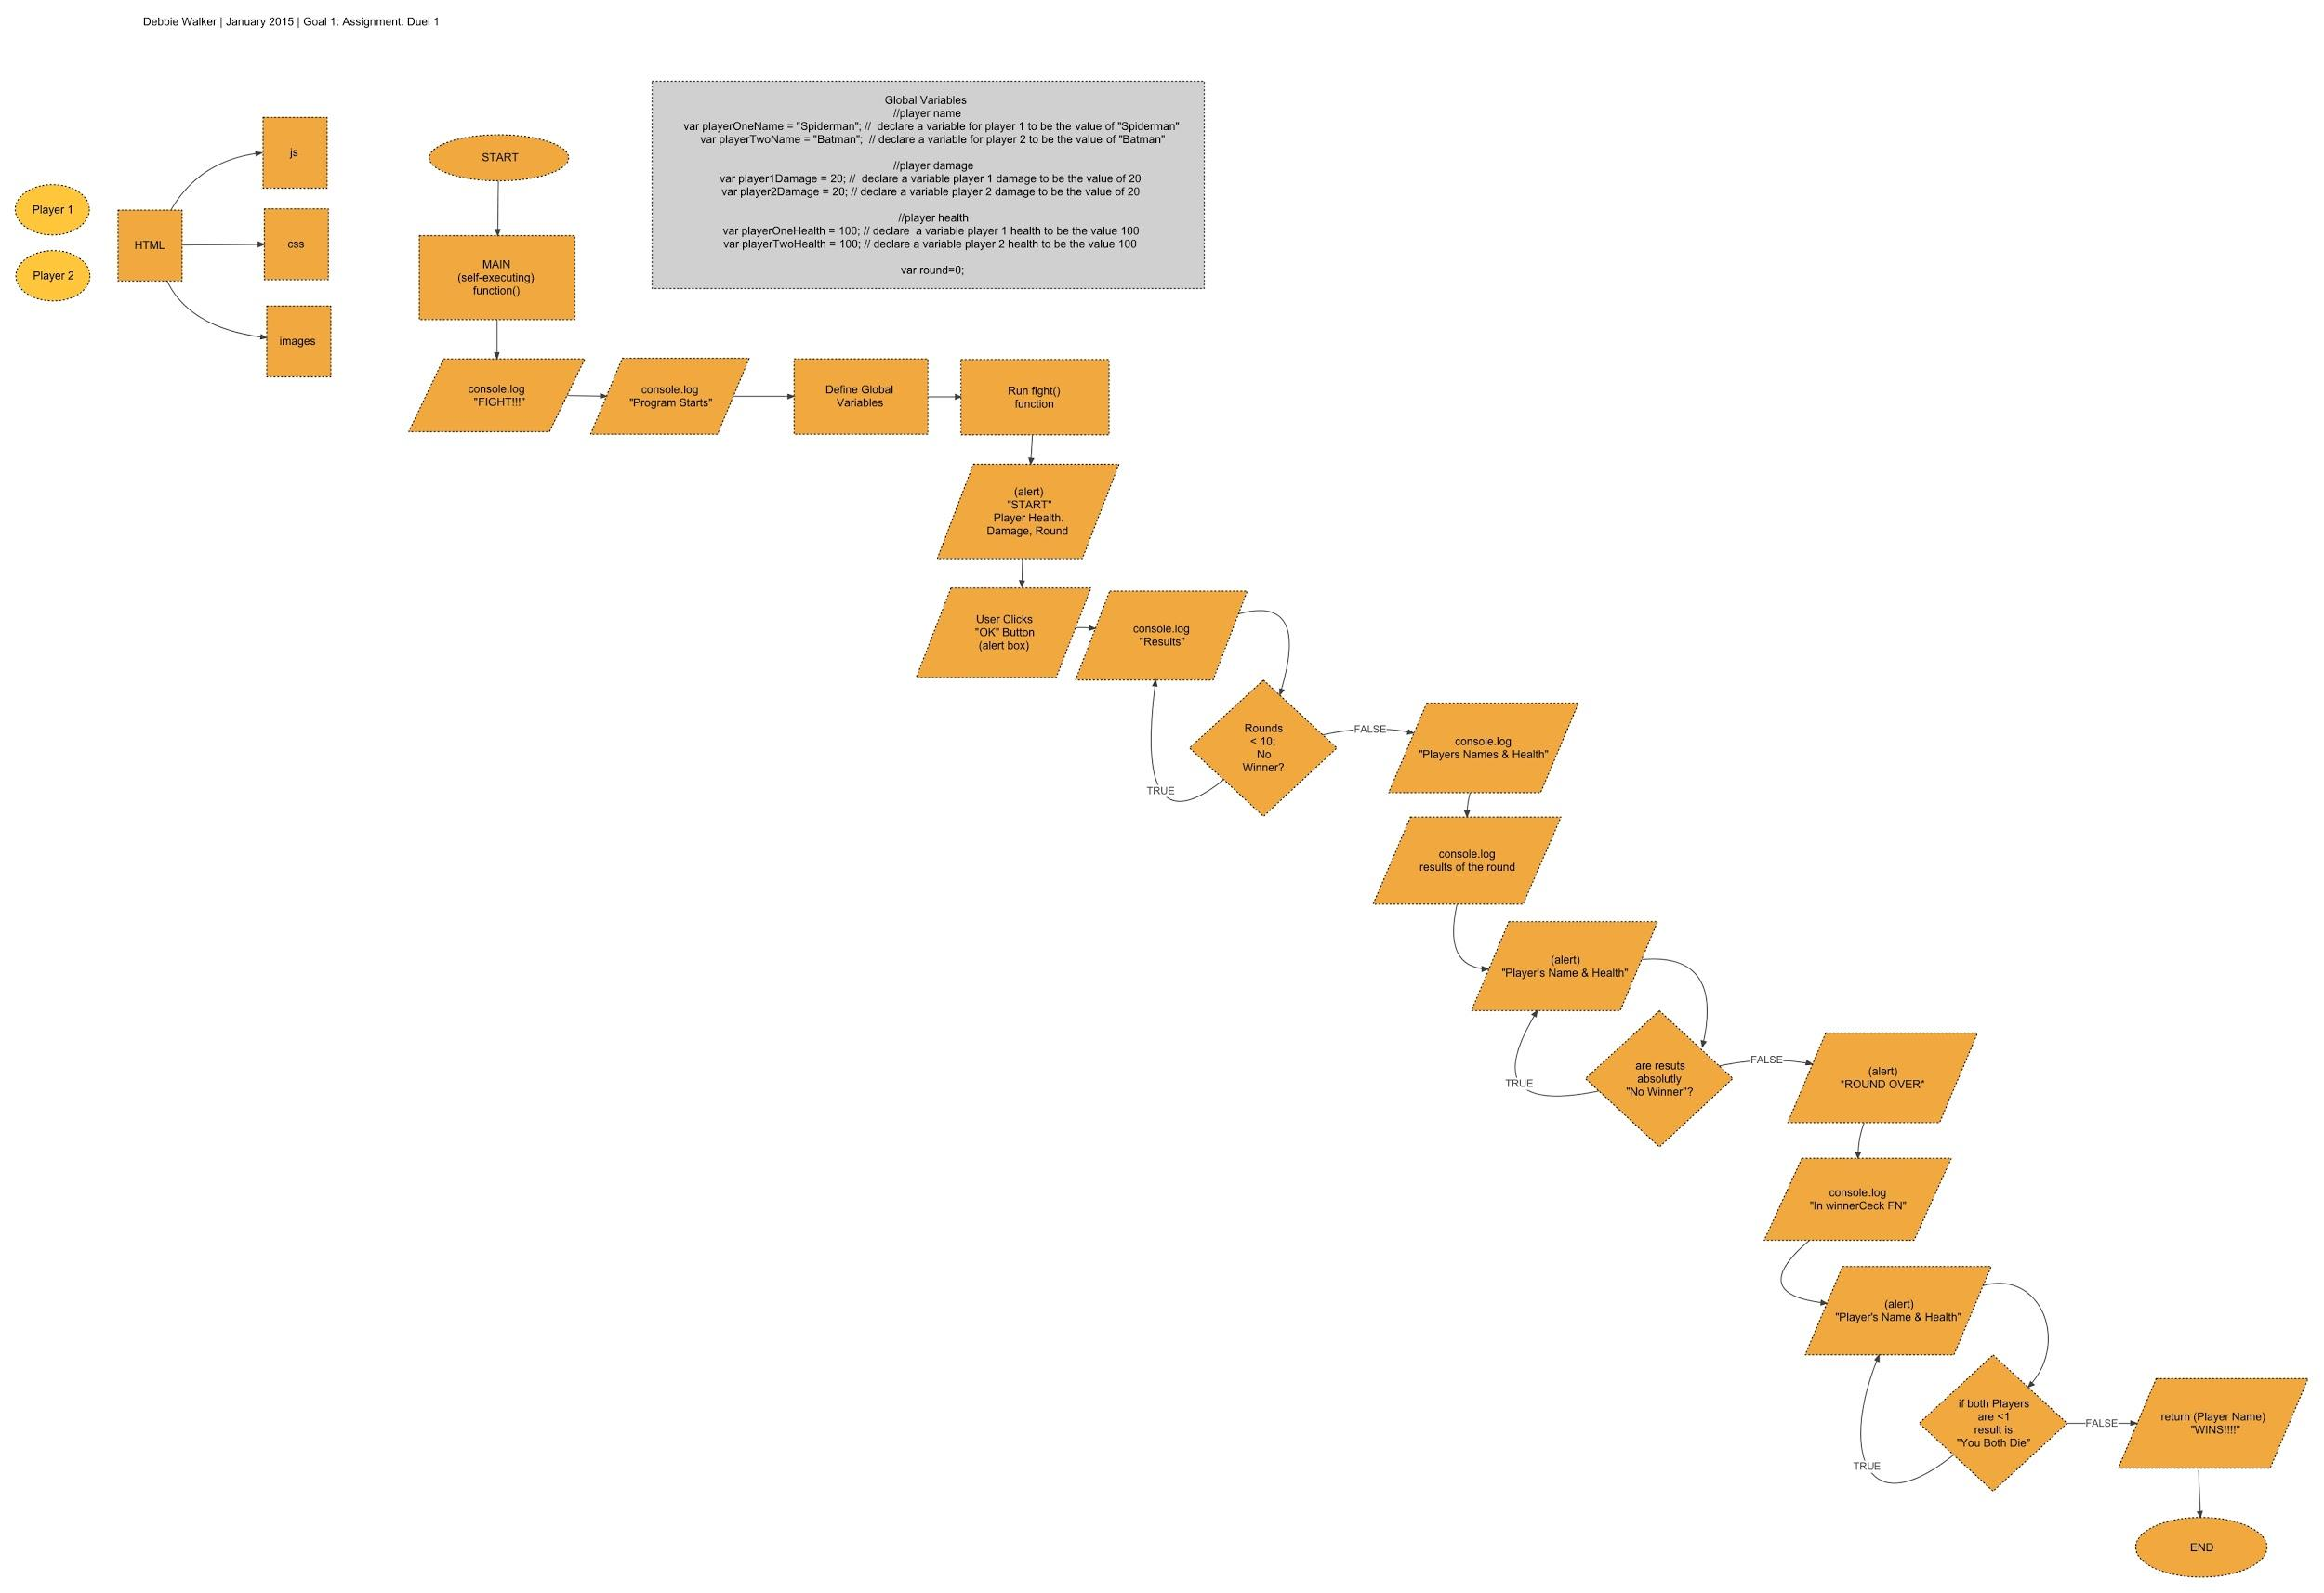 Debbie Walker | January 2015 | Goal 1: Assignment: Duel 1
Player 1
Player 2
HTML
js
css
images
START
MAIN
(self-executing)
function()
Global Variables
//player name
var playerOneName = "Spiderman"; //  declare a variable for player 1 to be the value of "Spiderman"
var playerTwoName = "Batman";  // declare a variable for player 2 to be the value of "Batman"
//player damage
var player1Damage = 20; //  declare a variable player 1 damage to be the value of 20
var player2Damage = 20; // declare a variable player 2 damage to be the value of 20
//player health
var playerOneHealth = 100; // declare  a variable player 1 health to be the value 100
var playerTwoHealth = 100; // declare a variable player 2 health to be the value 100
var round=0;
console.log
"FIGHT!!!"
console.log
"Program Starts"
Define Global
Variables
Run fight()
function
(alert)
"START"
Player Health.
Damage, Round
User Clicks
"OK" Button
(alert box)
console.log
"Results"
Rounds
< 10;
No
Winner?
TRUE
FALSE
console.log
"Players Names & Health"
console.log
results of the round
(alert)
"Player's Name & Health"
are resuts
absolutly
"No Winner"?
TRUE
FALSE
(alert)
*ROUND OVER*
console.log
"In winnerCeck FN"
(alert)
"Player's Name & Health"
if both Players
are <1
result is
"You Both Die"
TRUE
FALSE
return (Player Name)
"WINS!!!!"
END